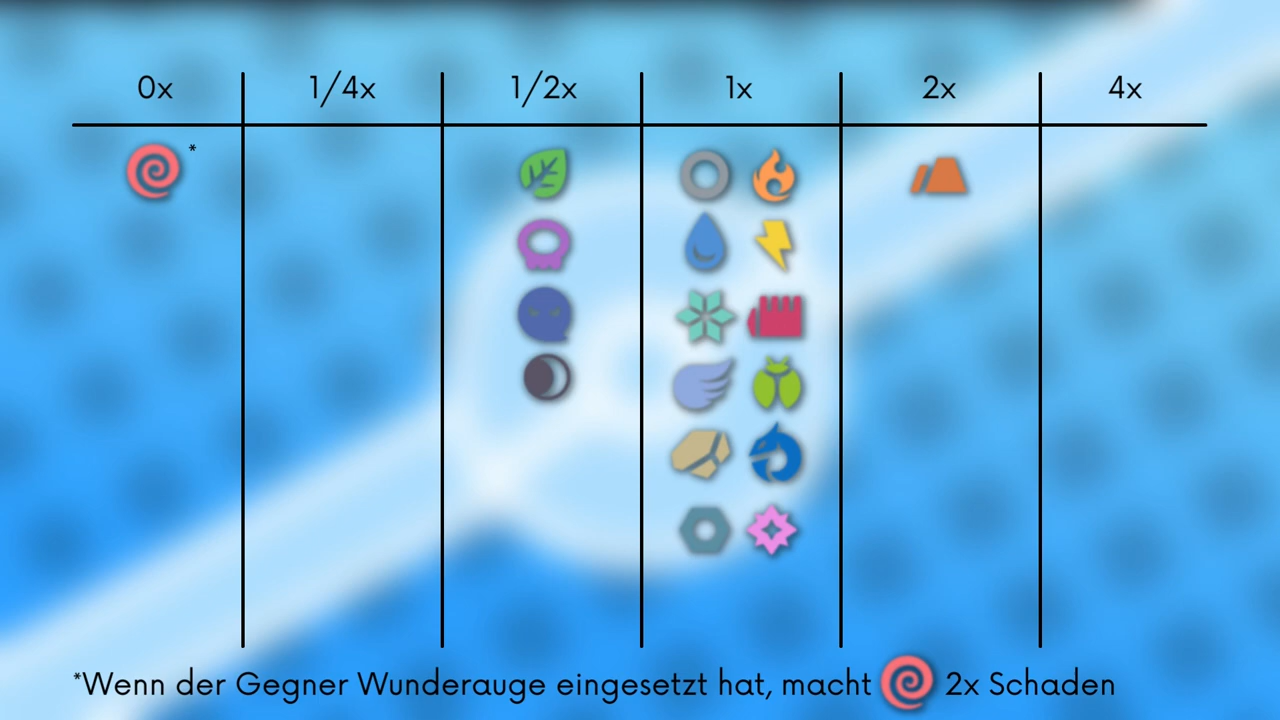 0x 1/4x 1/2x 1x 2x 4x
*
*Wenn der Gegner Wunderauge eingesetzt hat, macht 2x Schaden